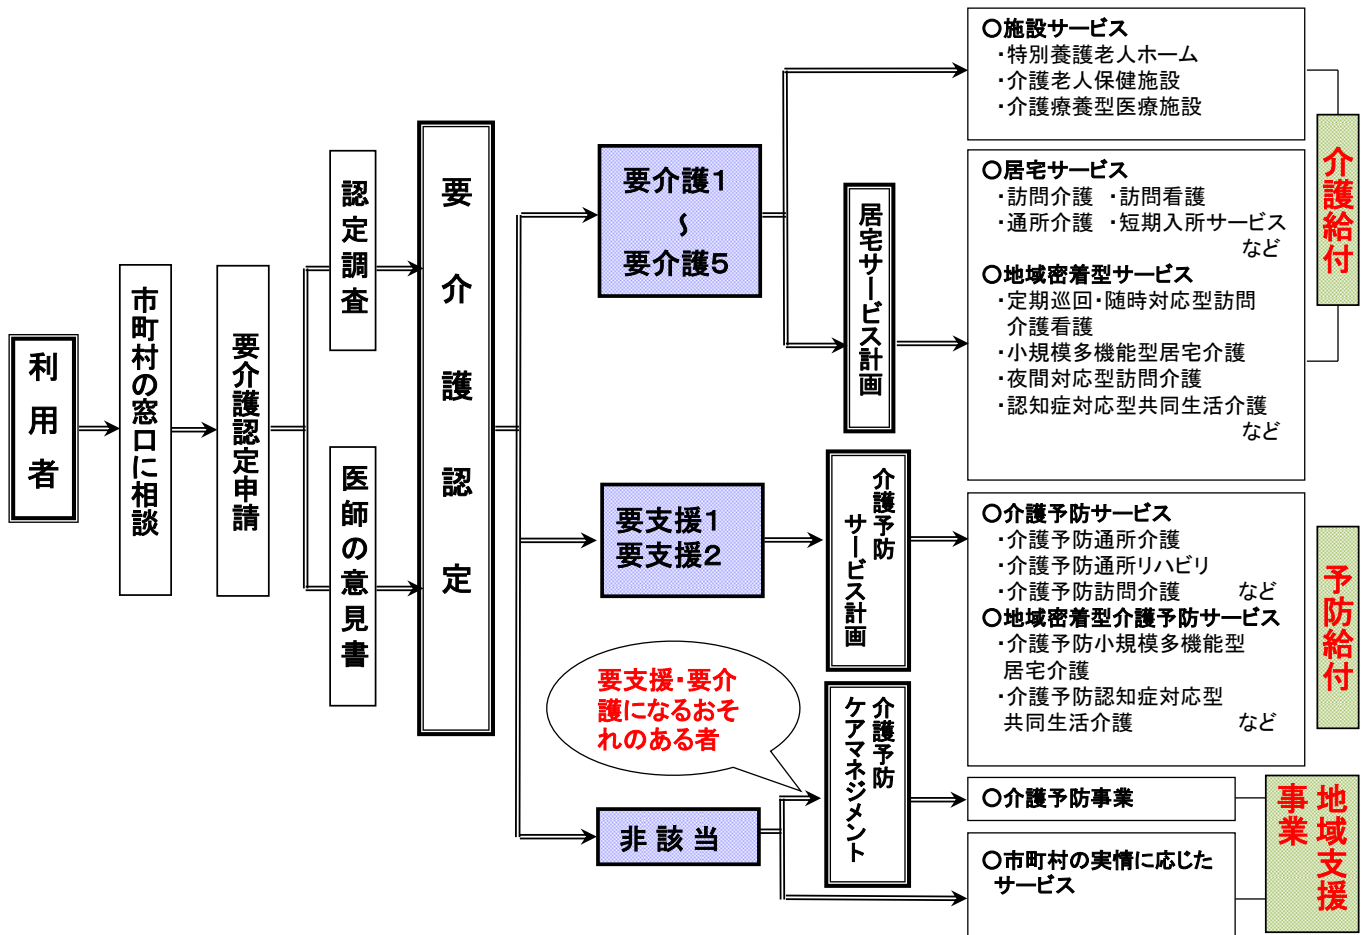 利用者
市町村の窓口に相談
要介護認定申請
認定調査
医師の意見書
要介護認定
要介護1
～
要介護5
要支援1
要支援2
要支援・要介
護になるおそ
れのある者
非該当
居宅サービス計画
介護予防
サービス計画
介護予防
ケアマネジメント
〇施設サービス
・特別養護老人ホーム
・介護老人保健施設
・介護療養型医療施設
〇居宅サービス
・訪問介護 ・訪問看護
・通所介護 ・短期入所サービス
など
〇地域密着型サービス
・定期巡回・随時対応型訪問
介護看護
・小規模多機能型居宅介護
・夜間対応型訪問介護
・認知症対応型共同生活介護
など
〇介護予防サービス
・介護予防通所介護
・介護予防通所リハビリ
・介護予防訪問介護 など
〇地域密着型介護予防サービス
・介護予防小規模多機能型
居宅介護
・介護予防認知症対応型
共同生活介護 など
〇介護予防事業
〇市町村の実情に応じた
サービス
介護給付
予防給付
地域支援
事業